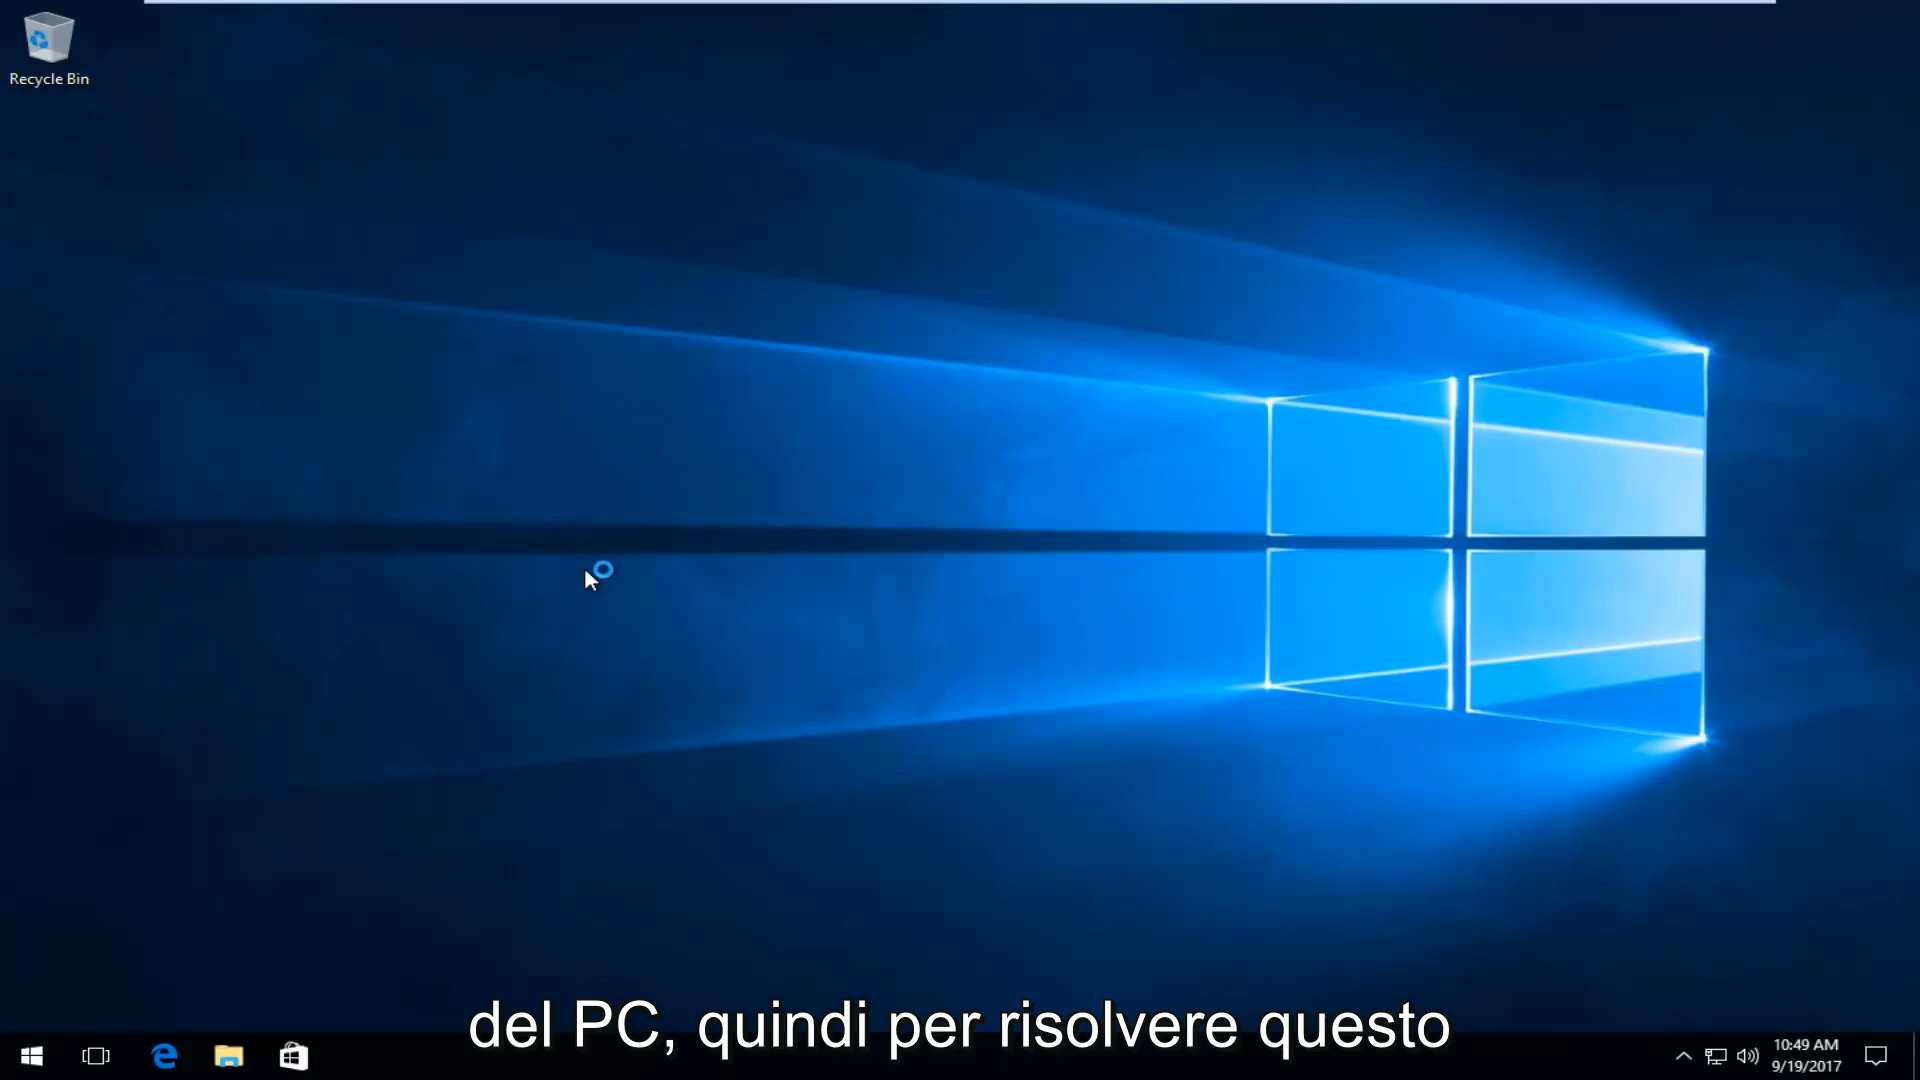 Recycle Bin
del PC, quindi per risolvere questo
10:49 AM
9/19/2017